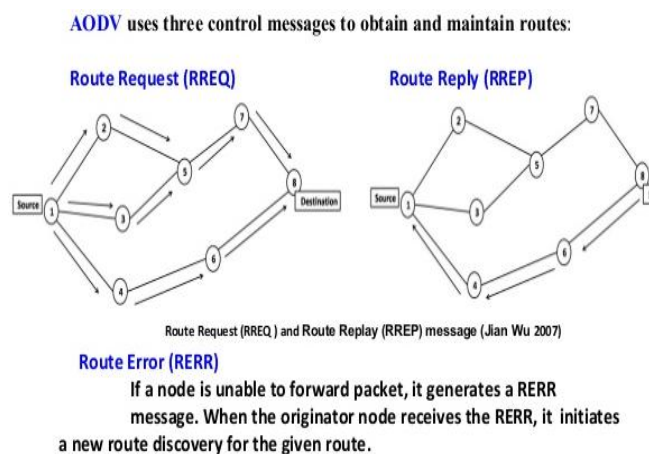 AODV uses three control messages to obtain and maintain routes:
Route Request (RREQ)
Route Reply (RREP)
2
7
5
1
Source
3
8
Destination
6
4
2
7
5
8
Source
1
3
6
4
Route Request (RREQ ) and Route Replay (RREP) message (Jian Wu 2007)
Route Error (RERR)
If a node is unable to forward packet, it generates a RERR
message. When the originator node receives the RERR, it initiates
a new route discovery for the given route.